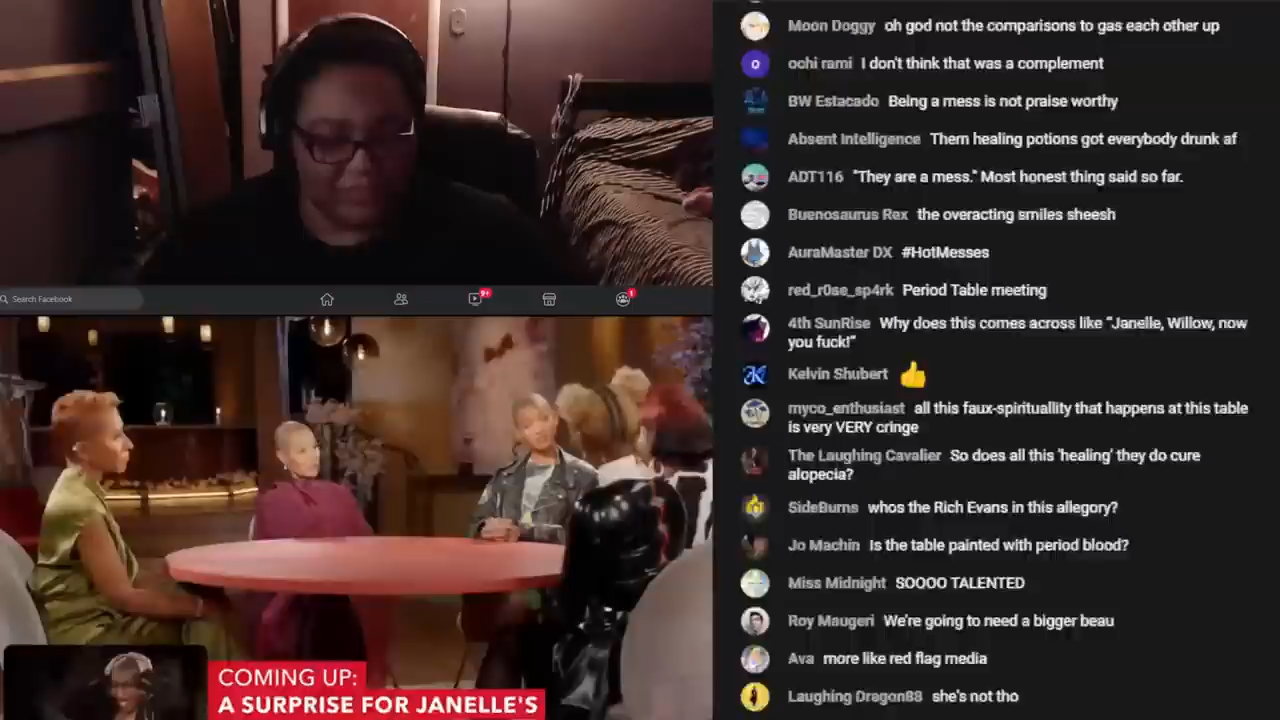 Search Facebook
9+
1
COMING UP:
A SURPRISE FOR JANELLE'S
Moon Doggy oh god not the comparisons to gas each other up
o
ochi rami I don't think that was a complement
BW Estacado Being a mess is not praise worthy
Absent Intelligence Them healing potions got everybody drunk af
ADT116 "They are a mess." Most honest thing said so far.
Buenosaurus Rex the overacting smiles sheesh
AuraMaster DX #HotMesses
red_r0se_sp4rk Period Table meeting
4th SunRise Why does this comes across like "Janelle, Willow, now
you fuck!"
Kelvin Shubert 👍
myco_enthusiast all this faux-spirituallity that happens at this table
is very VERY cringe
The Laughing Cavalier So does all this 'healing' they do cure
alopecia?
SideBurns whos the Rich Evans in this allegory?
Jo Machin Is the table painted with period blood?
Miss Midnight SOOOO TALENTED
Roy Maugeri We're going to need a bigger beau
Ava more like red flag media
Laughing Dragon88 she's not tho